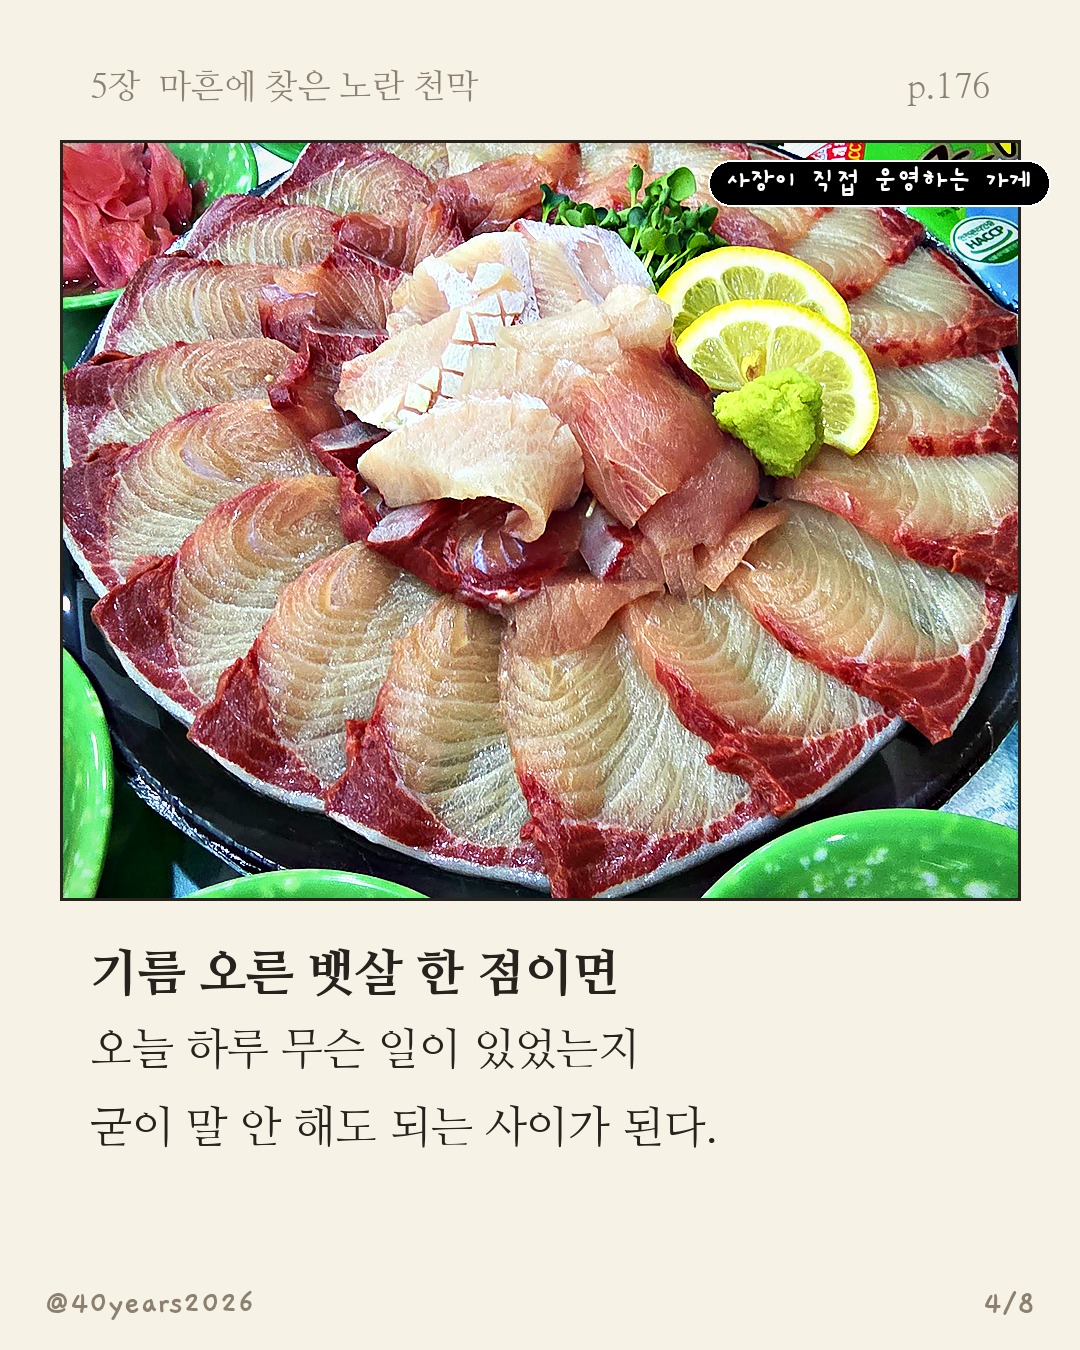 5장 마흔에 찾은 노란 천막
p.176
사장이 직접 운영하는 가게
HACCP
기름 오른 뱃살 한 점이면
오늘 하루 무슨 일이 있었는지
굳이 말 안 해도 되는 사이가 된다.
@40years2026
4/8